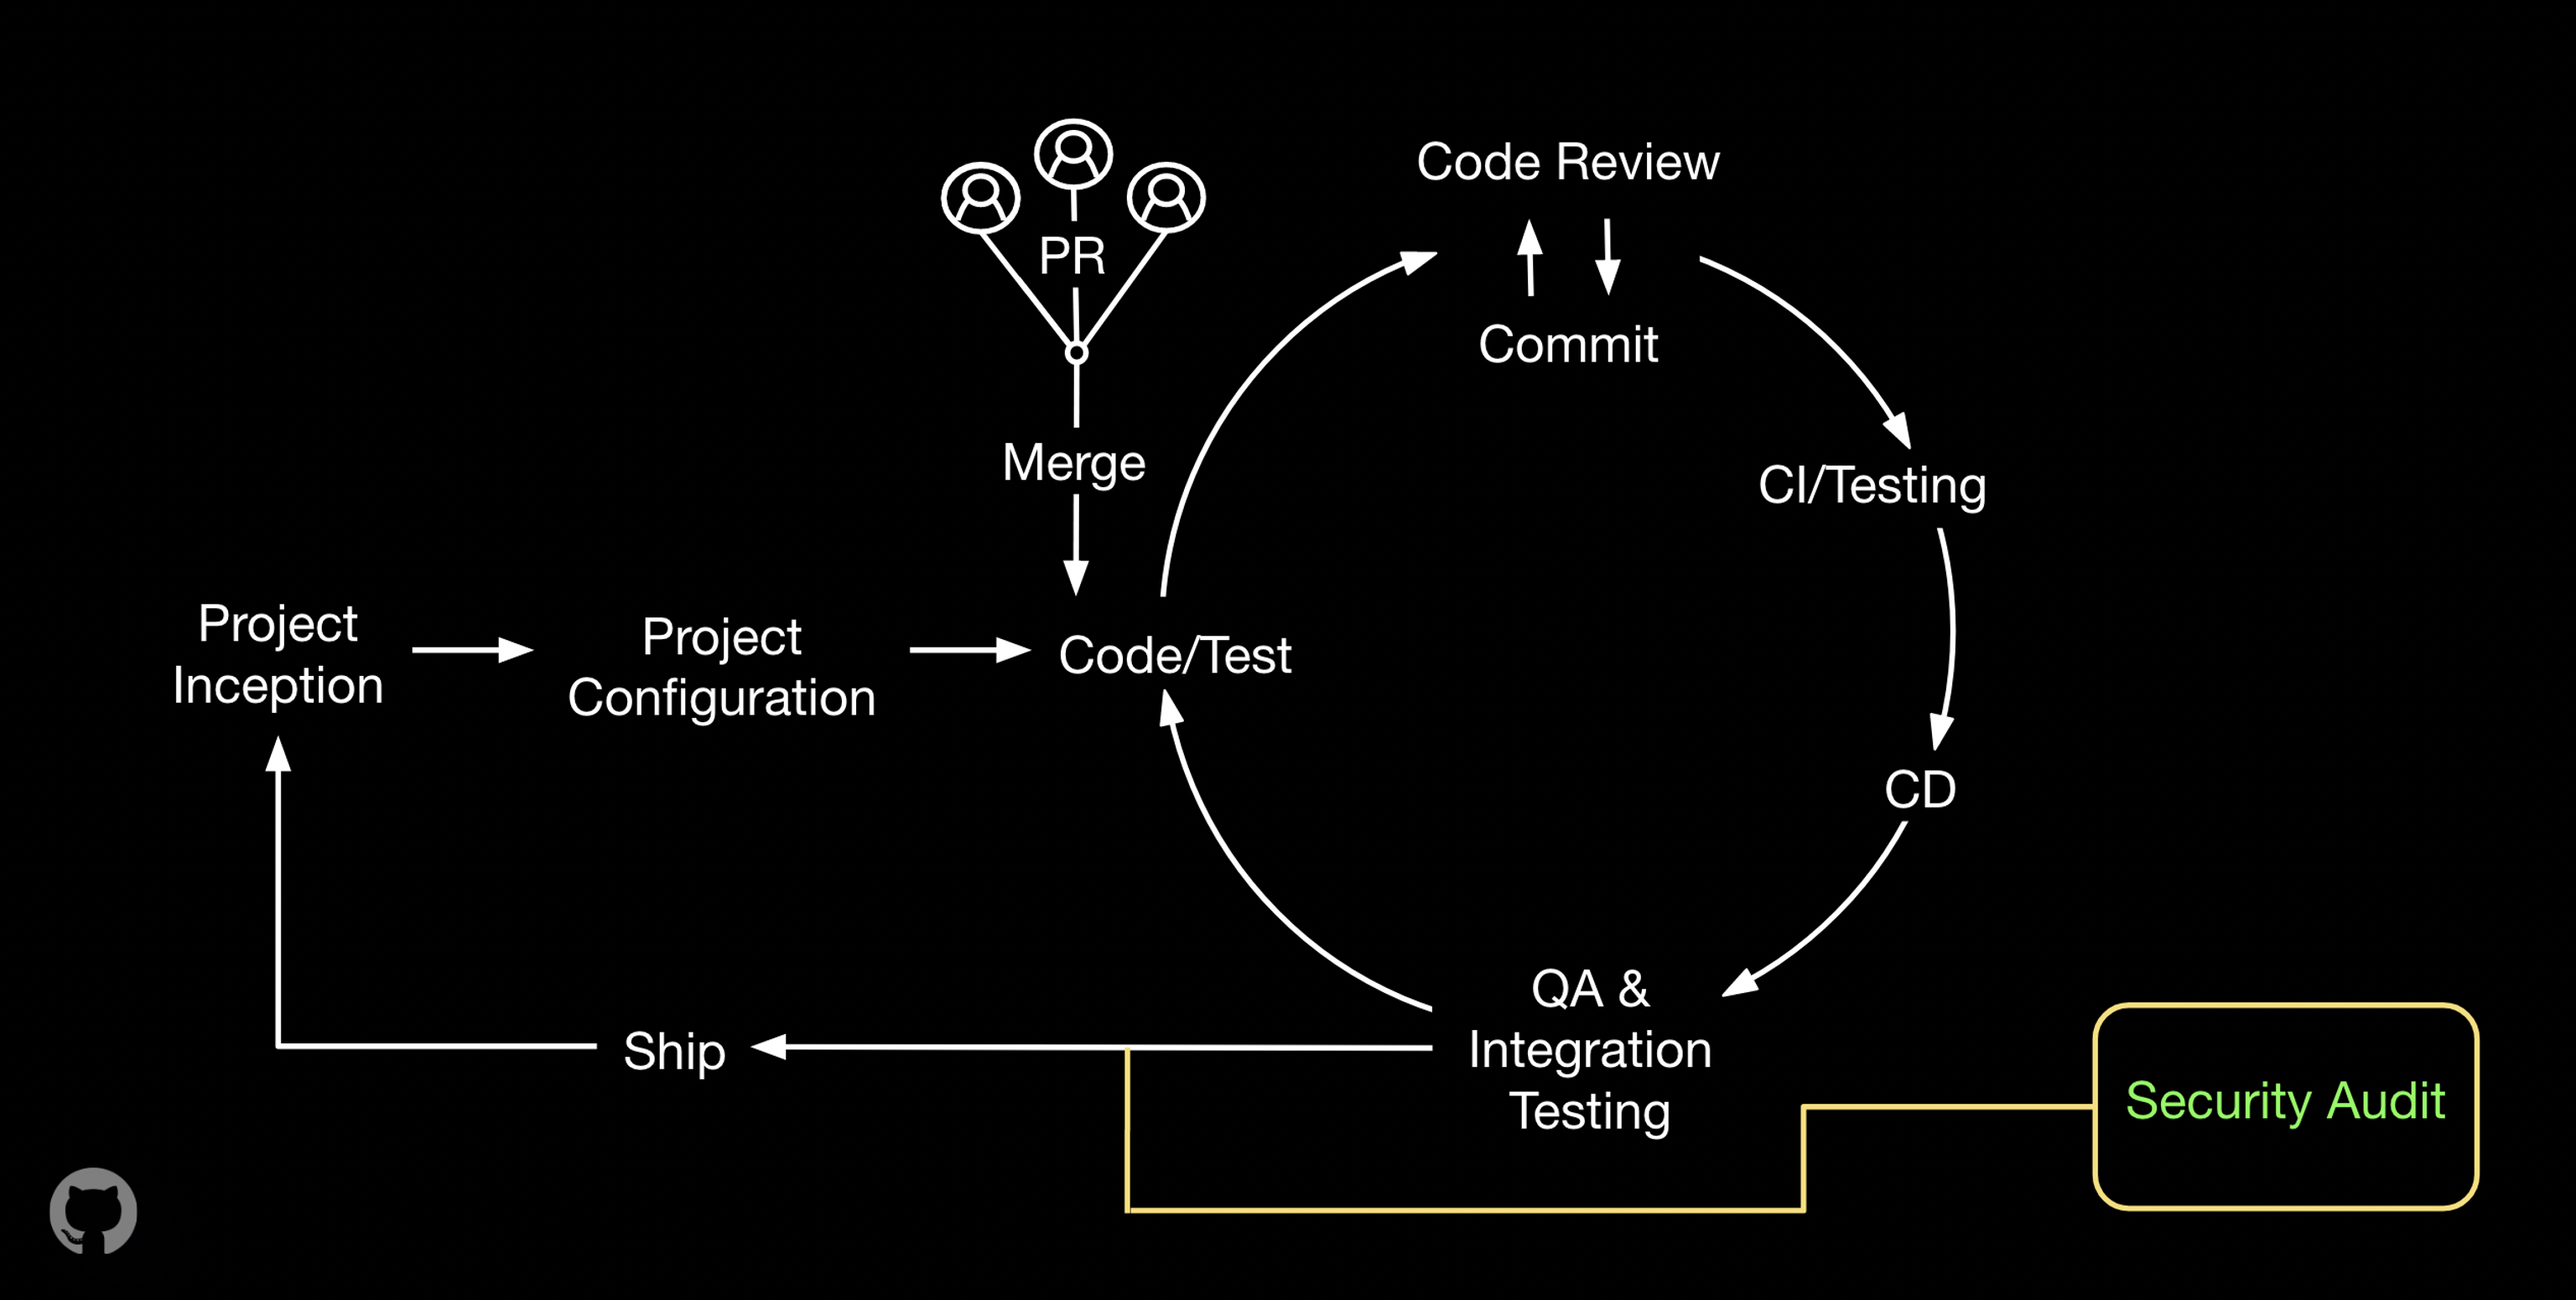 Code Review
PR
Commit
Merge
CI/Testing
Project
Inception
Project
Configuration
Code/Test
CD
QA &
Integration
Testing
Ship
Security Audit